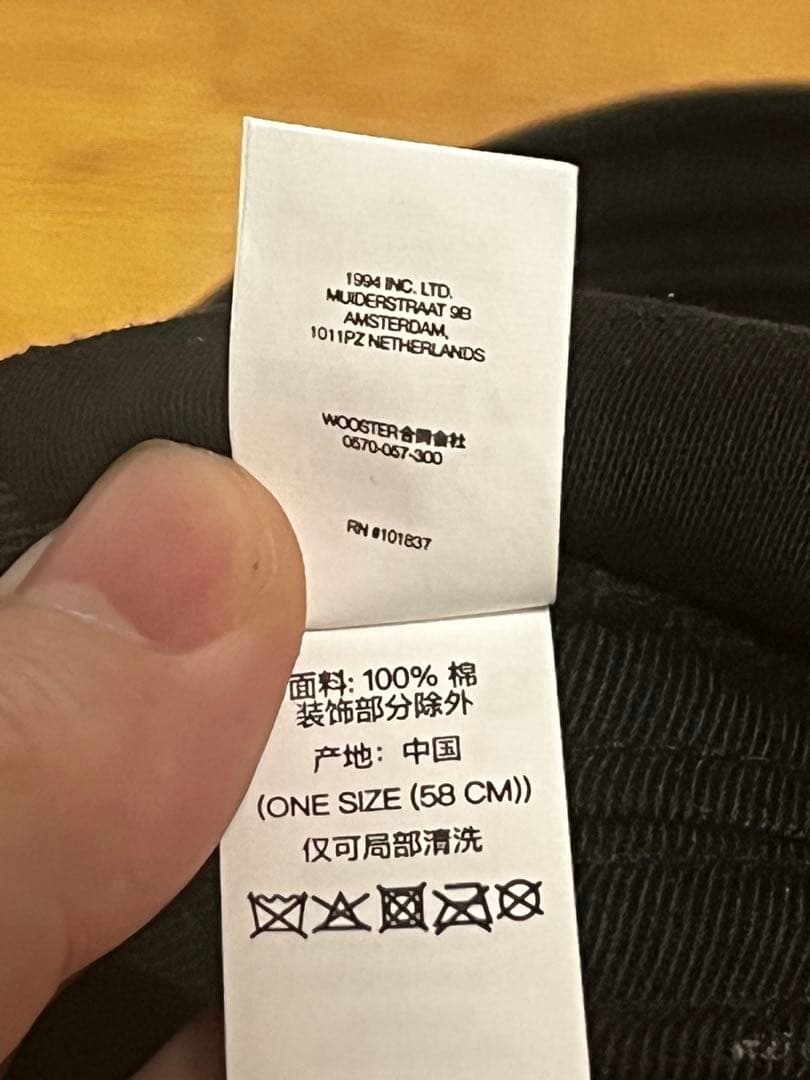 1994 INC. LTD.
MUIDERSTRAAT 9B
AMSTERDAM,
1011PZ NETHERLANDS
WOOSTER合同会社
0570-057-300
RN #101837
面料: 100% 棉
装饰部分除外
产地: 中国
(ONE SIZE (58 CM))
仅可局部清洗